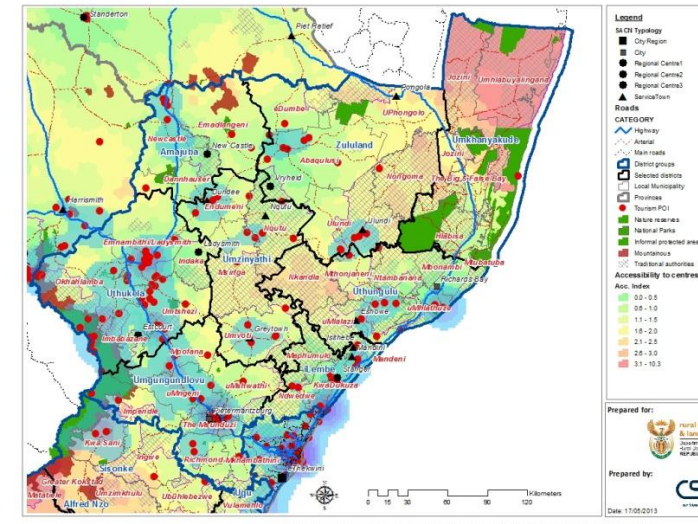 Standerton
Piet Retief
Pongola
Jozini
Umhlabuyalingana
eDumbe
UPhongolo
Emadlangeni
Newcastle
New Castle
Amajuba
Zululand
Umkhanyakude
Abaqulusi
Jozini
Dannhauser
Vryheid
Nongoma
The Big 5 False Bay
Harrismith
Dundee
Endumeni
Nqutu
Nqutu
Ulundi
Ulundi
Hlabisa
Emnambithi/Ladysmith
Ladysmith
Indaka
Umzinyathi
Msinga
Nkandla
Mthonjaneni
Ntambanana
Mbonambi
Mtubatuba
Richards Bay
Okhahlamba
Uthukela
Umtshezi
Uthungulu
Eshowe
uMhlathuze
uMlalazi
Estcourt
Imbabazane
Umvoti
Greytown
Isithebe
Mandini
Mandeni
Mpofana
Maphumulo
iLembe
Stanger
Umgungundlovu
uMshwathi
KwaDukuza
uMngeni
Ndwedwe
Impendle
Pietermaritzburg
The Msunduzi
Kwa Sani
Ingwe
Richmond
Mkhambathini
eThekwini
Sisonke
Greater Kokstad
Matatiele
Umzimkhulu
Ubuhlebezwe
Ugu
Vulamehlo
Alfred Nzo
0 15 30 60 90 120
Kilometers
Legend
SACN Typology
City Region
City
Regional Centre1
Regional Centre2
Regional Centre3
ServiceTown
Roads
CATEGORY
Highway
Arterial
Main roads
District groups
Selected districts
Local Municipality
Provinces
Tourism POI
Nature reserves
National Parks
Informal protected area
Mountainous
Traditional authorities
Accessibility to centres
Acc. Index
0.0 - 0.5
0.6 - 1.0
1.1 - 1.5
1.6 - 2.0
2.1 - 2.5
2.6 - 3.0
3.1 - 10.3
Prepared for:
rural
& lan
Prepared by:
CS
Date: 17/05/2013